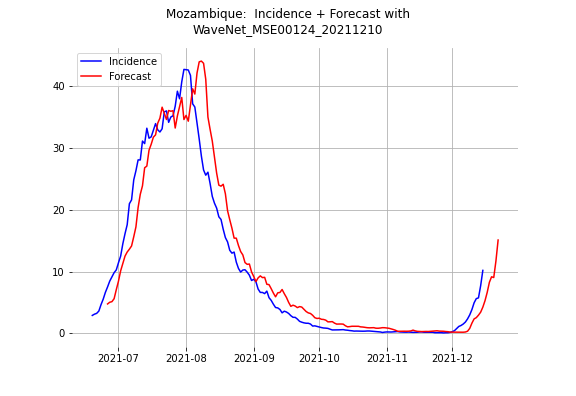 Mozambique:  Incidence + Forecast with
WaveNet_MSE00124_20211210
Incidence
Forecast
40
30
20
10
0
2021-07
2021-08
2021-09
2021-10
2021-11
2021-12